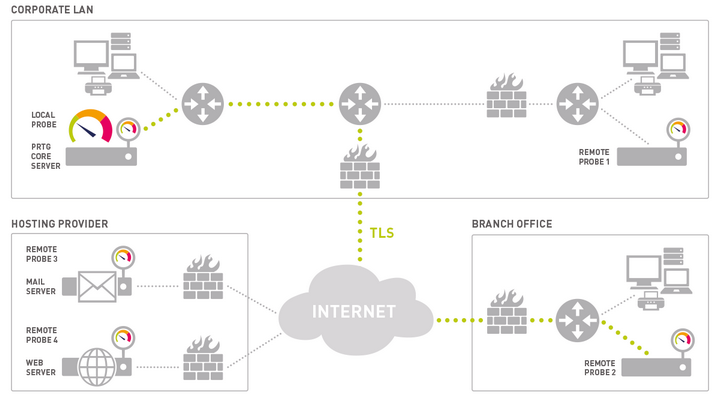 CORPORATE LAN
LOCAL
PROBE
PRTG
CORE
SERVER
REMOTE
PROBE 1
TLS
HOSTING PROVIDER
REMOTE
PROBE 3
MAIL
SERVER
REMOTE
PROBE 4
WEB
SERVER
INTERNET
BRANCH OFFICE
REMOTE
PROBE 2